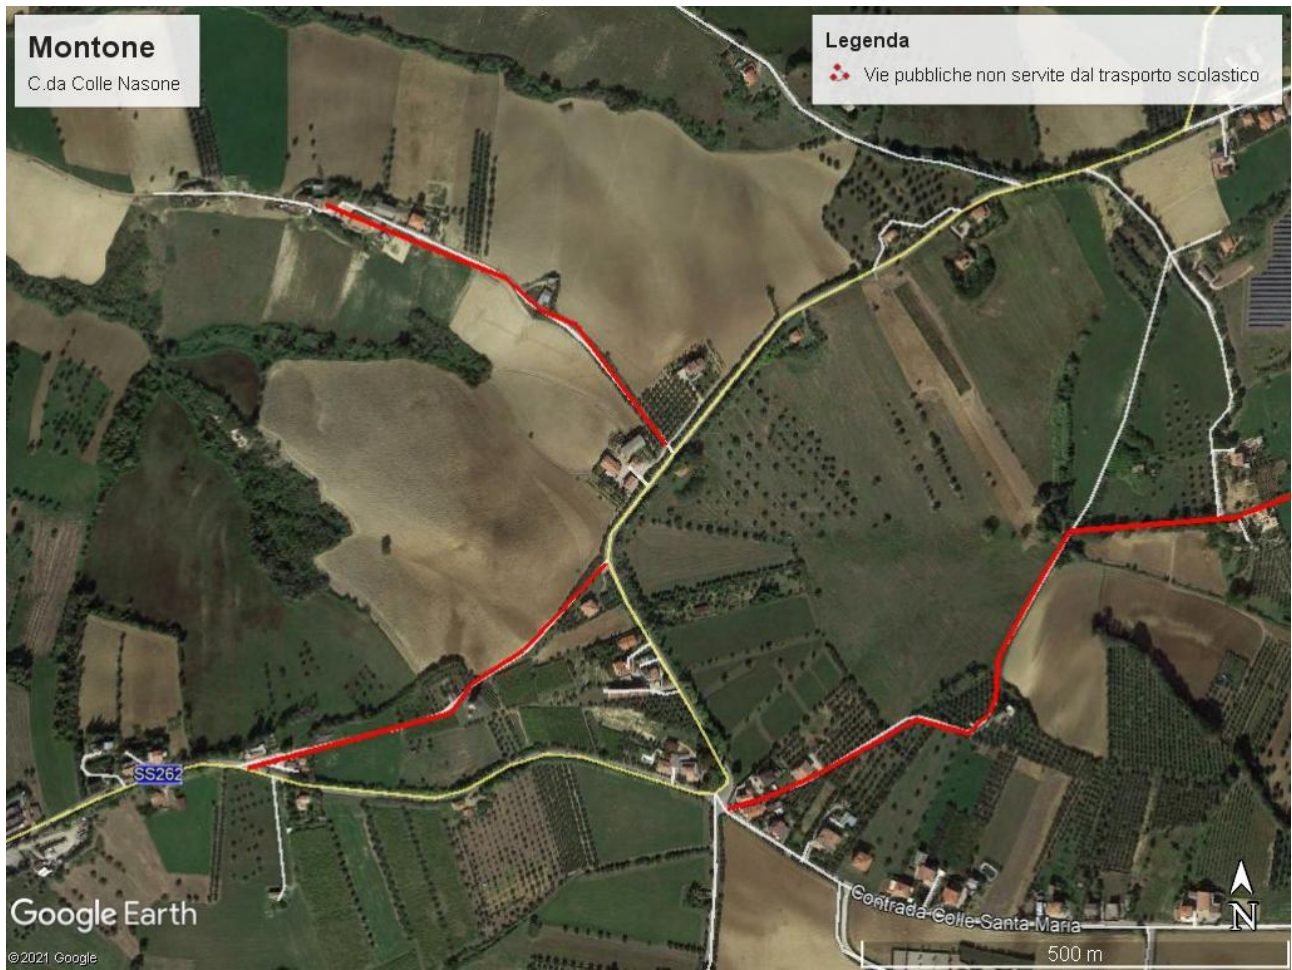 Montone
C.da Colle Nasone
Legenda
Vie pubbliche non servite dal trasporto scolastico
SS262
Contrada Colle Santa Maria
Google Earth
©2021 Google
N
500 m